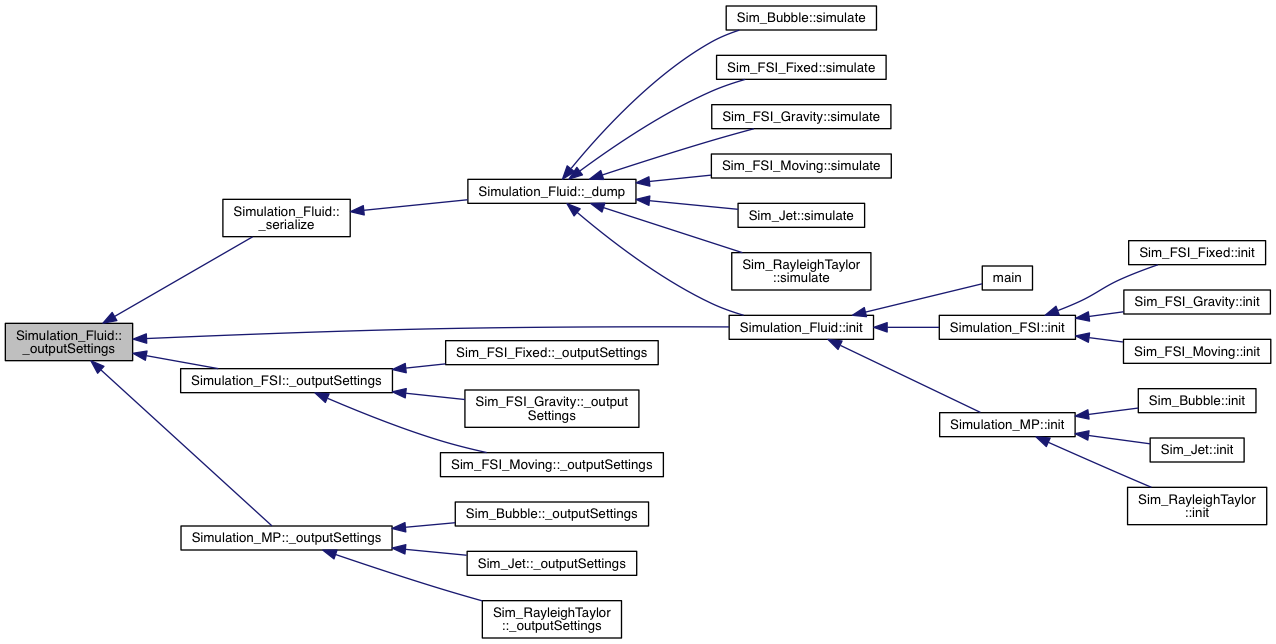 Sim_Bubble::simulate
Sim_FSI_Fixed::simulate
Sim_FSI_Gravity::simulate
Sim_FSI_Moving::simulate
Simulation_Fluid::_dump
Simulation_Fluid::
_serialize
Sim_Jet::simulate
Sim_RayleighTaylor
::simulate
Sim_FSI_Fixed::init
main
Sim_FSI_Gravity::init
Simulation_Fluid::
_outputSettings
Simulation_Fluid::init
Simulation_FSI::init
Sim_FSI_Moving::init
Sim_FSI_Fixed::_outputSettings
Simulation_FSI::_outputSettings
Sim_FSI_Gravity::_output
Settings
Sim_Bubble::init
Simulation_MP::init
Sim_Jet::init
Sim_FSI_Moving::_outputSettings
Sim_RayleighTaylor
::init
Sim_Bubble::_outputSettings
Simulation_MP::_outputSettings
Sim_Jet::_outputSettings
Sim_RayleighTaylor
::_outputSettings